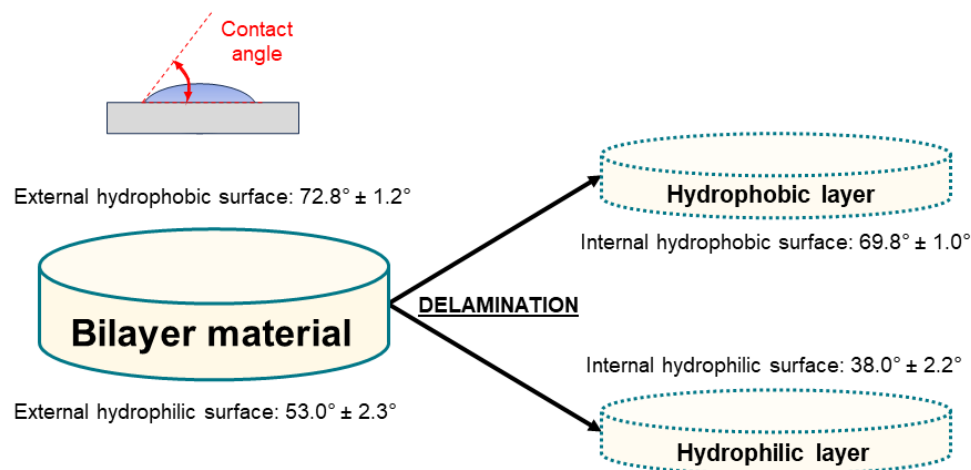 Contact
angle
External hydrophobic surface: 72.8° ± 1.2°
Hydrophobic layer
Internal hydrophobic surface: 69.8° ± 1.0°
Bilayer material
DELAMINATION
Internal hydrophilic surface: 38.0° ± 2.2°
External hydrophilic surface: 53.0° ± 2.3°
Hydrophilic layer